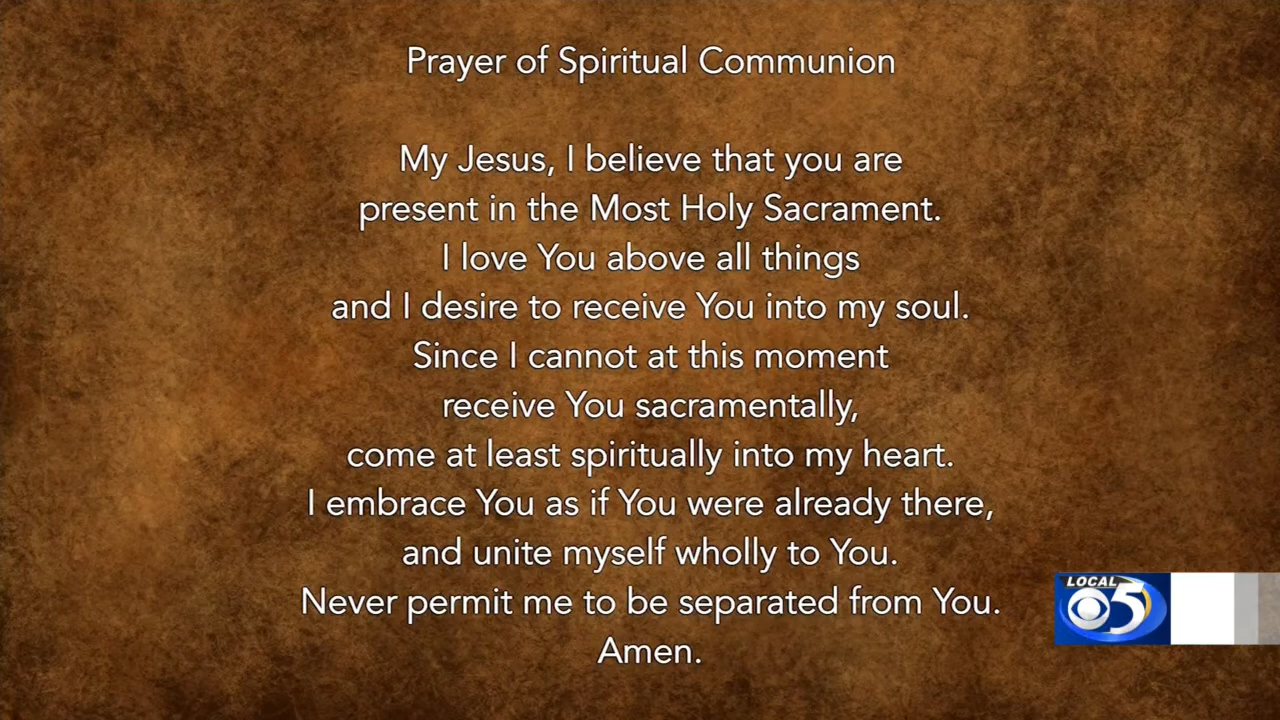 Prayer of Spiritual Communion
My Jesus, I believe that you are
present in the Most Holy Sacrament.
I love You above all things
and I desire to receive You into my soul.
Since I cannot at this moment
receive You sacramentally,
come at least spiritually into my heart.
I embrace You as if You were already there,
and unite myself wholly to You.
Never permit me to be separated from You.
Amen.
LOCAL
5